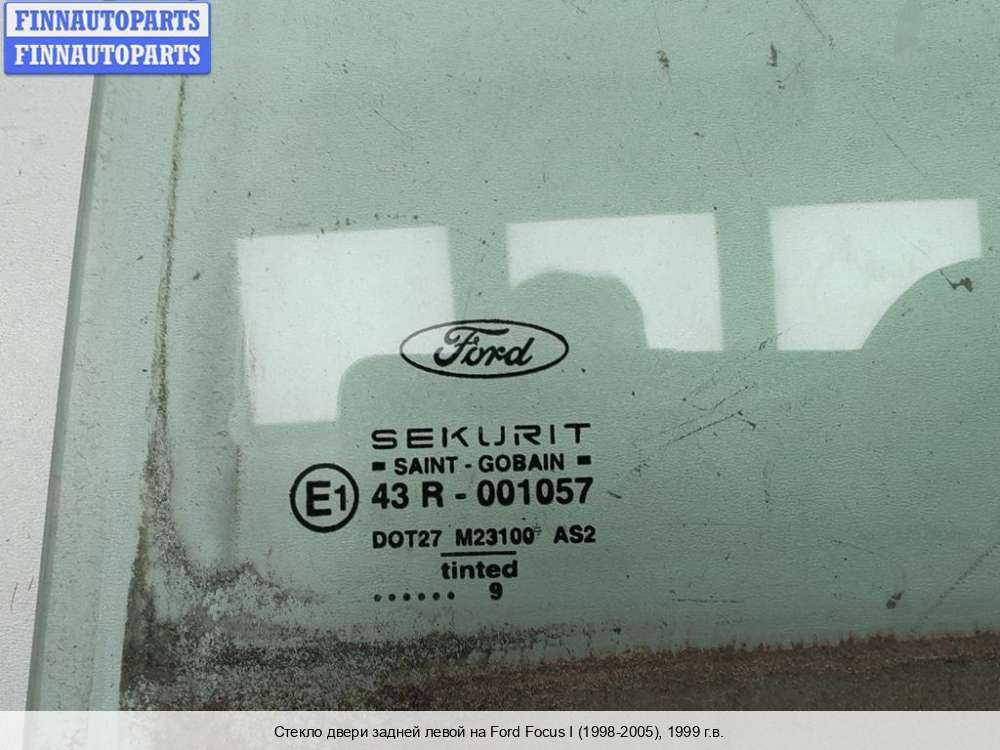 FINNAUTOPARTS
FINNAUTOPARTS
Ford
SEKURIT
SAINT - GOBAIN
E1 43 R - 001057
DOT27 M23100 AS2
tinted
...... 9
Стекло двери задней левой на Ford Focus I (1998-2005), 1999 г.в.